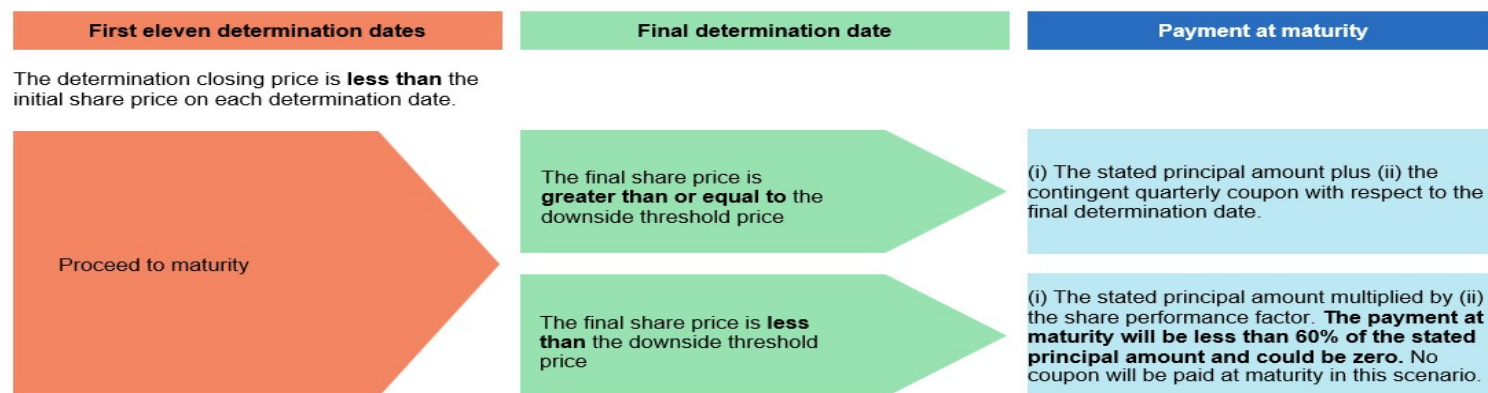 First eleven determination dates
Final determination date
Payment at maturity
The determination closing price is less than the
initial share price on each determination date.
Proceed to maturity
The final share price is
greater than or equal to the
downside threshold price
(i) The stated principal amount plus (ii) the
contingent quarterly coupon with respect to the
final determination date.
The final share price is less
than the downside threshold
price
(i) The stated principal amount multiplied by (ii)
the share performance factor. The payment at
maturity will be less than 60% of the stated
principal amount and could be zero. No
coupon will be paid at maturity in this scenario.